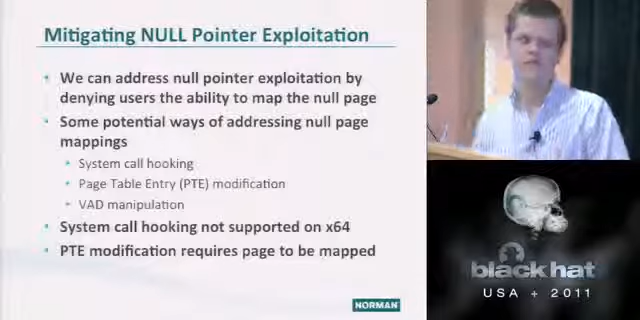 Mitigating NULL Pointer Exploitation
We can address null pointer exploitation by
denying users the ability to map the null page
Some potential ways of addressing null page
mappings
System call hooking
Page Table Entry (PTE) modification
VAD manipulation
System call hooking not supported on x64
PTE modification requires page to be mapped
NORMAN
black hat
USA + 2011